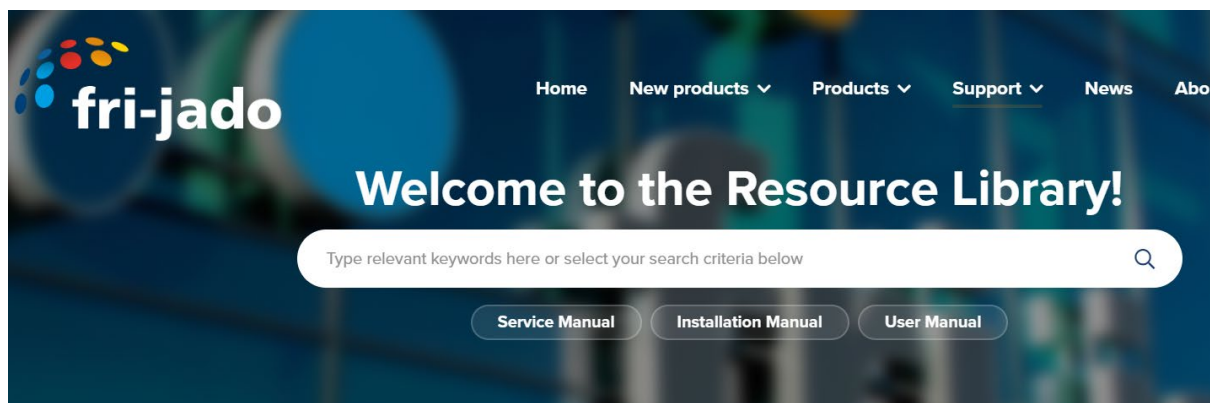 fri-jado
Home New products Products Support News Abo
Welcome to the Resource Library!
Type relevant keywords here or select your search criteria below
Service Manual Installation Manual User Manual